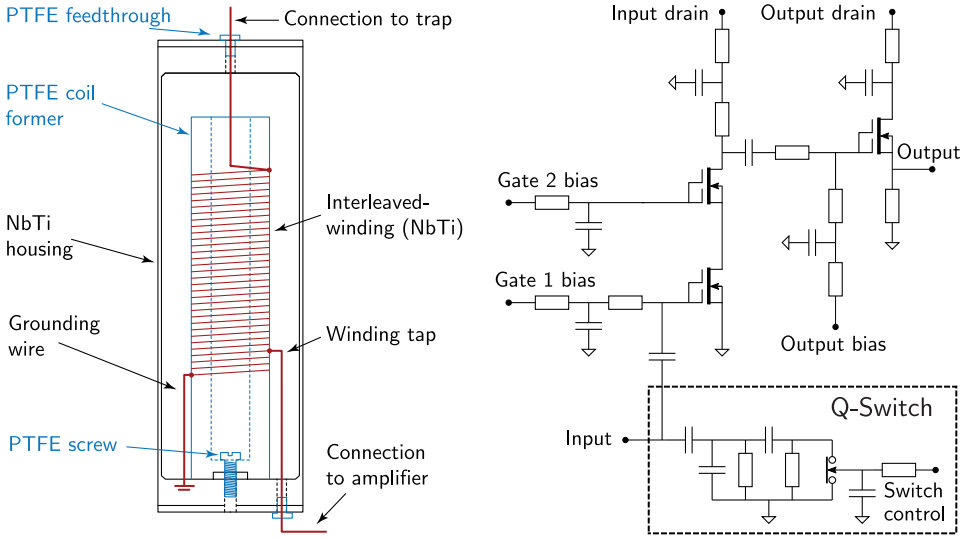 PTFE feedthrough
Connection to trap
PTFE coil
former
NbTi
housing
Interleaved-
winding (NbTi)
Grounding
wire
Winding tap
PTFE screw
Connection
to amplifier
Input drain
Output drain
Output
Gate 2 bias
Gate 1 bias
Output bias
Q-Switch
Input
Switch
control